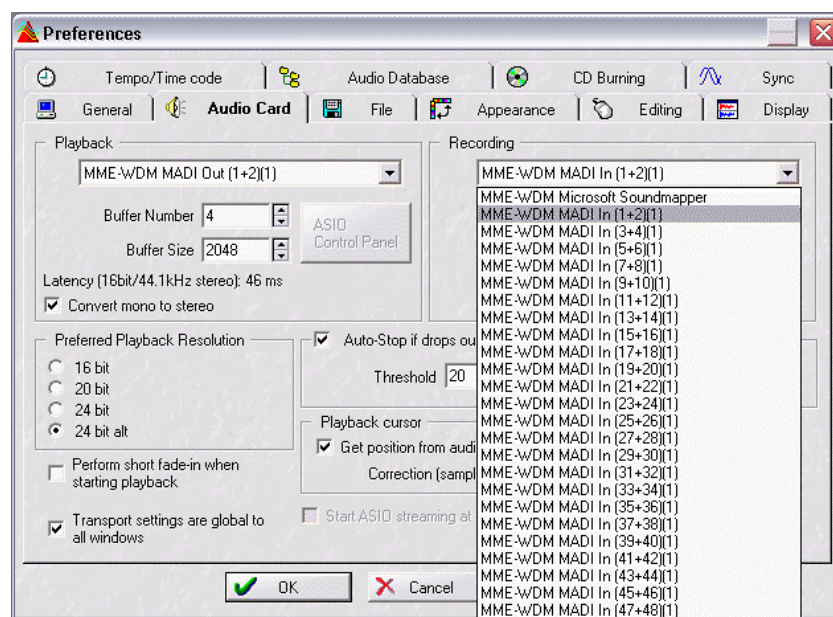 Preferences
Tempo/Time code
Audio Database
CD Burning
Sync
General
Audio Card
File
Appearance
Editing
Display
Playback
MME-WDM MADI Out (1+2)(1)
Buffer Number 4
Buffer Size 2048
ASIO
Control Panel
Latency (16bit/44.1kHz stereo): 46 ms
Convert mono to stereo
Recording
MME-WDM MADI In (1+2)(1)
MME-WDM Microsoft Soundmapper
MME-WDM MADI In (1+2)(1)
MME-WDM MADI In (3+4)(1)
MME-WDM MADI In (5+6)(1)
MME-WDM MADI In (7+8)(1)
MME-WDM MADI In (9+10)(1)
MME-WDM MADI In (11+12)(1)
MME-WDM MADI In (13+14)(1)
MME-WDM MADI In (15+16)(1)
MME-WDM MADI In (17+18)(1)
MME-WDM MADI In (19+20)(1)
MME-WDM MADI In (21+22)(1)
MME-WDM MADI In (23+24)(1)
MME-WDM MADI In (25+26)(1)
MME-WDM MADI In (27+28)(1)
MME-WDM MADI In (29+30)(1)
MME-WDM MADI In (31+32)(1)
MME-WDM MADI In (33+34)(1)
MME-WDM MADI In (35+36)(1)
MME-WDM MADI In (37+38)(1)
MME-WDM MADI In (39+40)(1)
MME-WDM MADI In (41+42)(1)
MME-WDM MADI In (43+44)(1)
MME-WDM MADI In (45+46)(1)
MME-WDM MADI In (47+48)(1)
Preferred Playback Resolution
16 bit
20 bit
24 bit
24 bit alt
Auto-Stop if drops ou
Threshold 20
Playback cursor
Get position from audi
Correction (sampl
Perform short fade-in when
starting playback
Transport settings are global to
all windows
Start ASIO streaming at
OK
Cancel